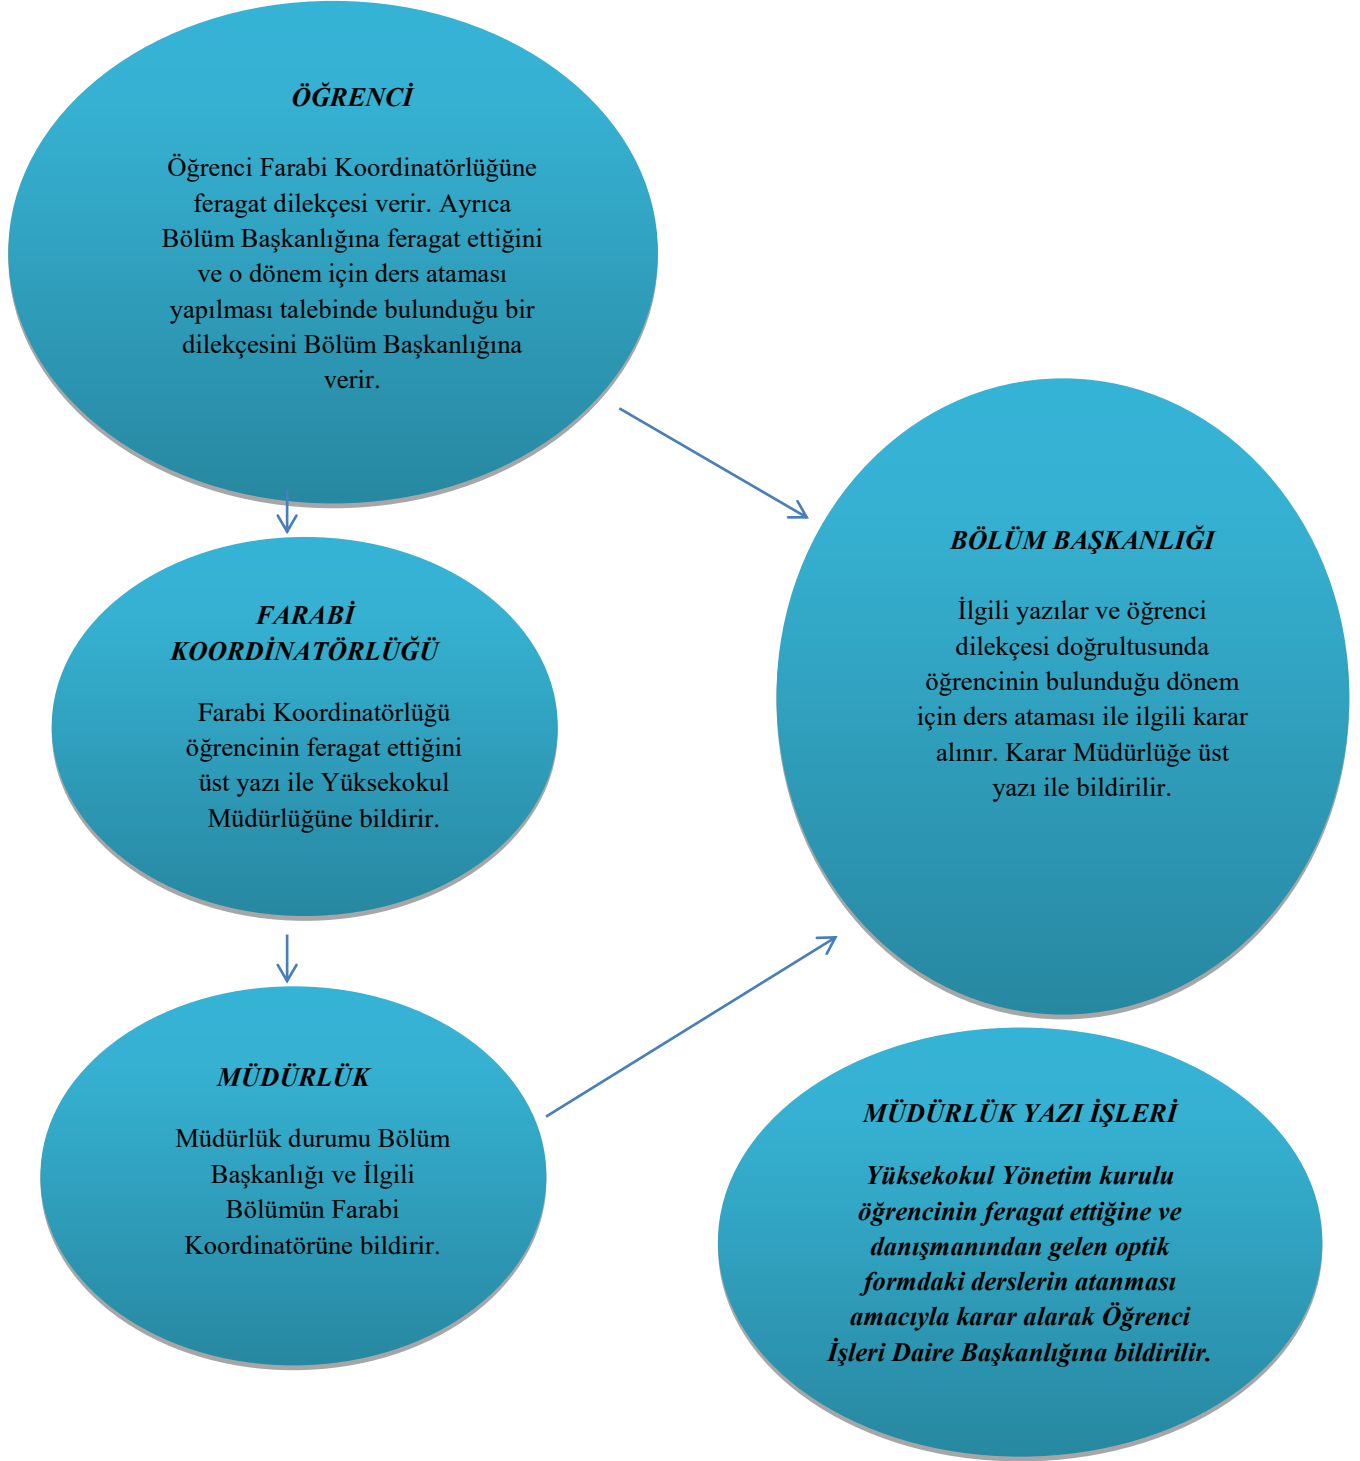 ÖĞRENCİ
Öğrenci Farabi Koordinatörlüğüne
feragat dilekçesi verir. Ayrıca
Bölüm Başkanlığına feragat ettiğini
ve o dönem için ders ataması
yapılması talebinde bulunduğu bir
dilekçesini Bölüm Başkanlığına
verir.
FARABİ
KOORDİNATÖRLÜĞÜ
Farabi Koordinatörlüğü
öğrencinin feragat ettiğini
üst yazı ile Yüksekokul
Müdürlüğüne bildirir.
MÜDÜRLÜK
Müdürlük durumu Bölüm
Başkanlığı ve İlgili
Bölümün Farabi
Koordinatörüne bildirir.
BÖLÜM BAŞKANLIĞI
İlgili yazılar ve öğrenci
dilekçesi doğrultusunda
öğrencinin bulunduğu dönem
için ders ataması ile ilgili karar
alınır. Karar Müdürlüğe üst
yazı ile bildirilir.
MÜDÜRLÜK YAZI İŞLERİ
Yüksekokul Yönetim kurulu
öğrencinin feragat ettiğine ve
danışmanından gelen optik
formdaki derslerin atanması
amacıyla karar alarak Öğrenci
İşleri Daire Başkanlığına bildirilir.